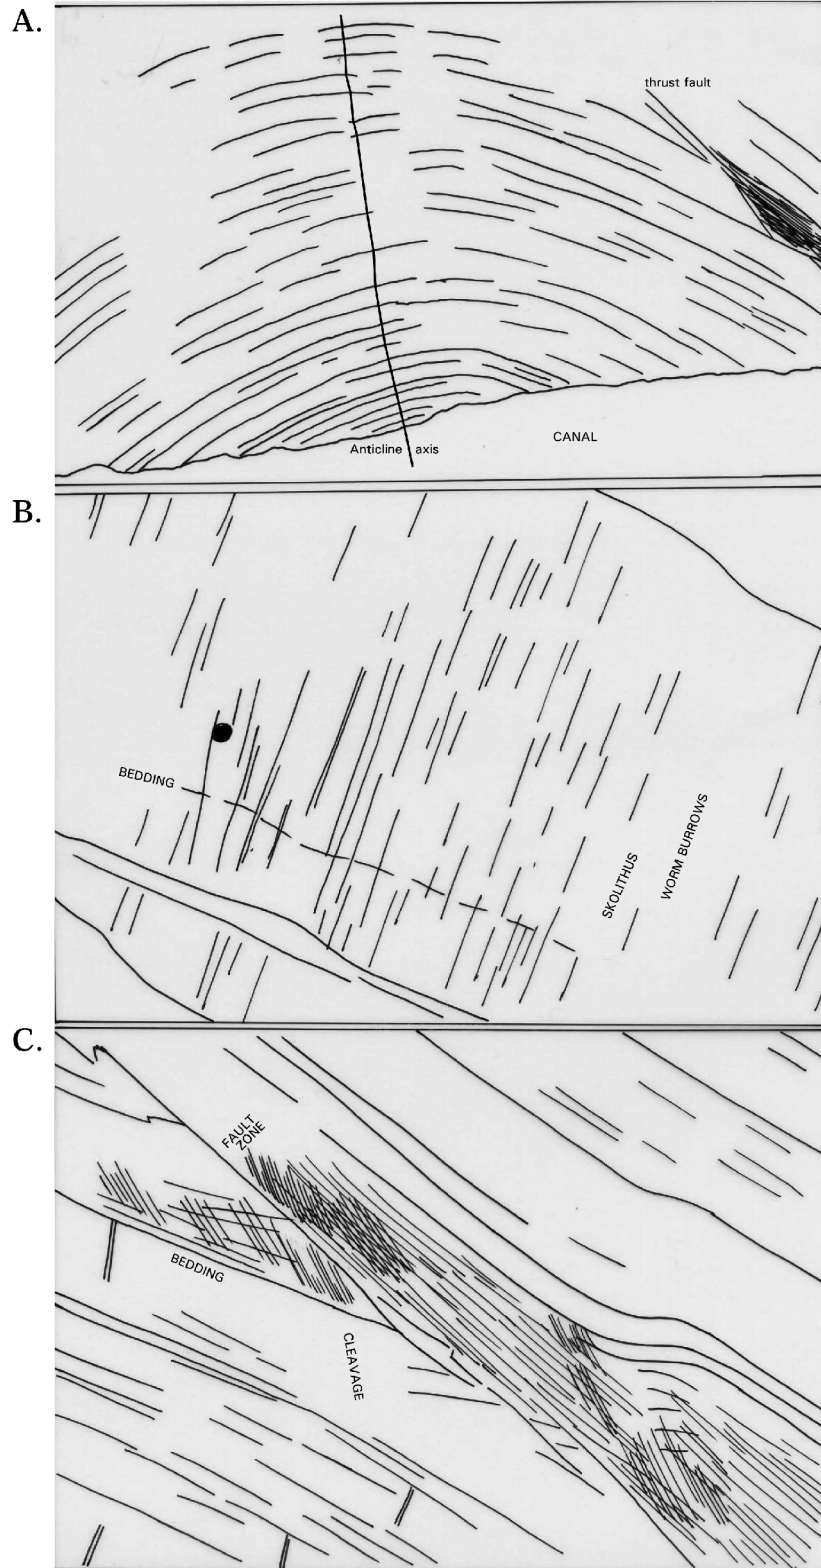 A.
thrust fault
Anticline axis
CANAL
B.
BEDDING
SKOLITHUS
WORM BURROWS
C.
FAULT
ZONE
BEDDING
CLEAVAGE